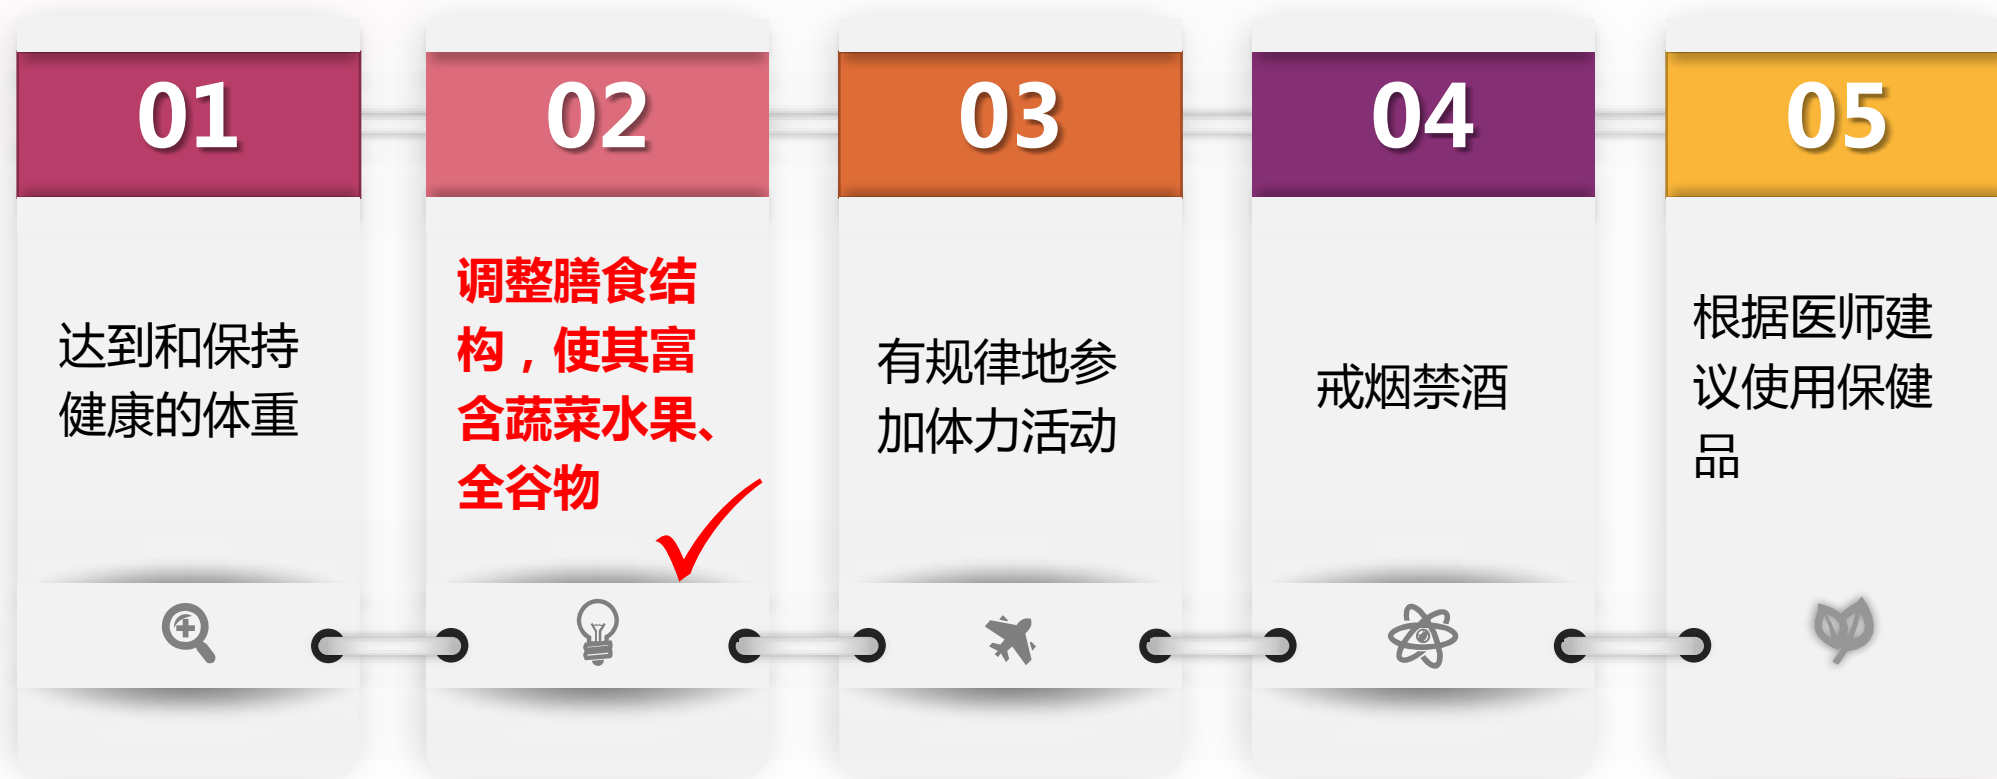 01
达到和保持
健康的体重
02
调整膳食结
构，使其富
含蔬菜水果、
全谷物
03
有规律地参
加体力活动
04
戒烟禁酒
05
根据医师建
议使用保健
品